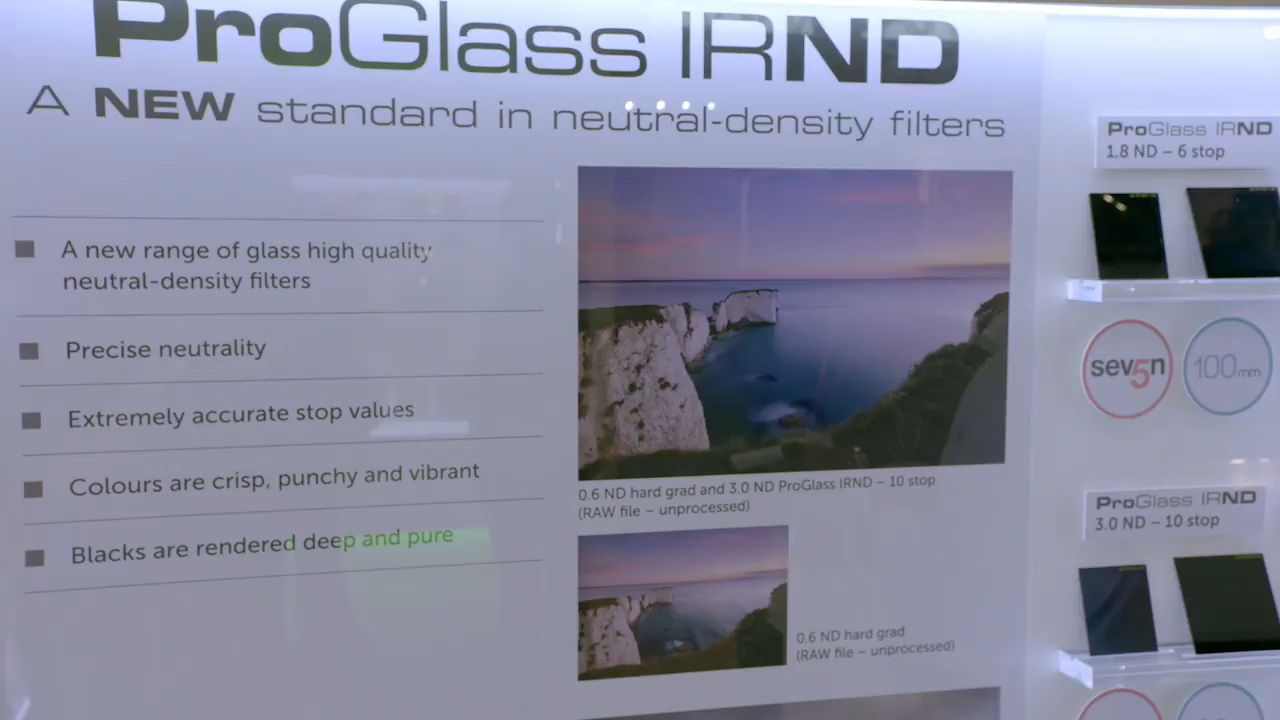 ProGlass IRND
A NEW standard in neutral-density filters
A new range of glass high quality
neutral-density filters
Precise neutrality
Extremely accurate stop values
Colours are crisp, punchy and vibrant
Blacks are rendered deep and pure
0.6 ND hard grad and 3.0 ND ProGlass IRND – 10 stop
(RAW file – unprocessed)
0.6 ND hard grad
(RAW file – unprocessed)
ProGlass IRND
1.8 ND – 6 stop
sev5n
100mm
ProGlass IRND
3.0 ND – 10 stop